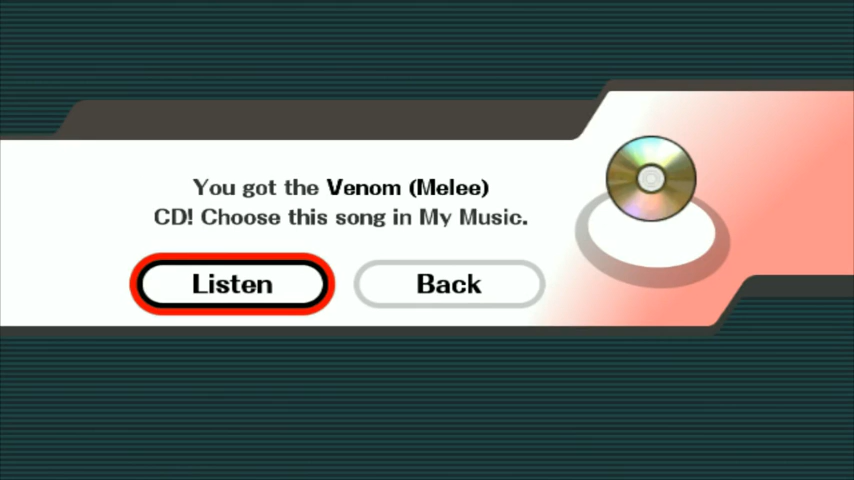 You got the Venom (Melee)
CD! Choose this song in My Music.
Listen
Back